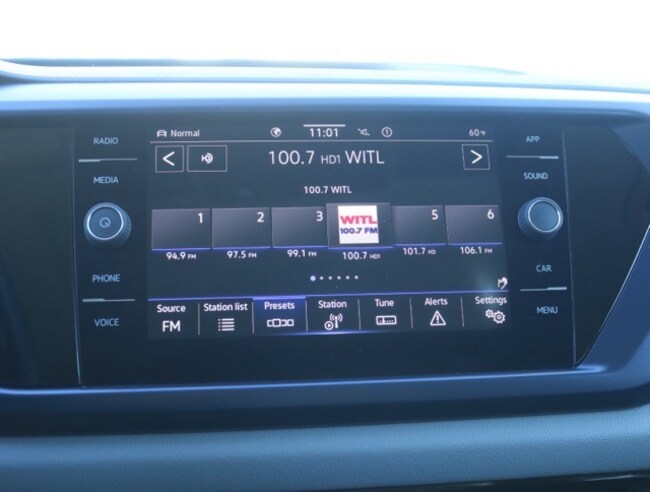 RADIO
MEDIA
PHONE
VOICE
Normal
11:01
60°F
100.7 HD1 WITL
100.7 WITL
1
2
3
WITL
100.7 FM
5
6
94.9 FM
97.5 FM
99.1 FM
100.7 HD1
101.7 HD
106.1 FM
Source
FM
Station list
Presets
Station
Tune
Alerts
Settings
APP
SOUND
CAR
MENU